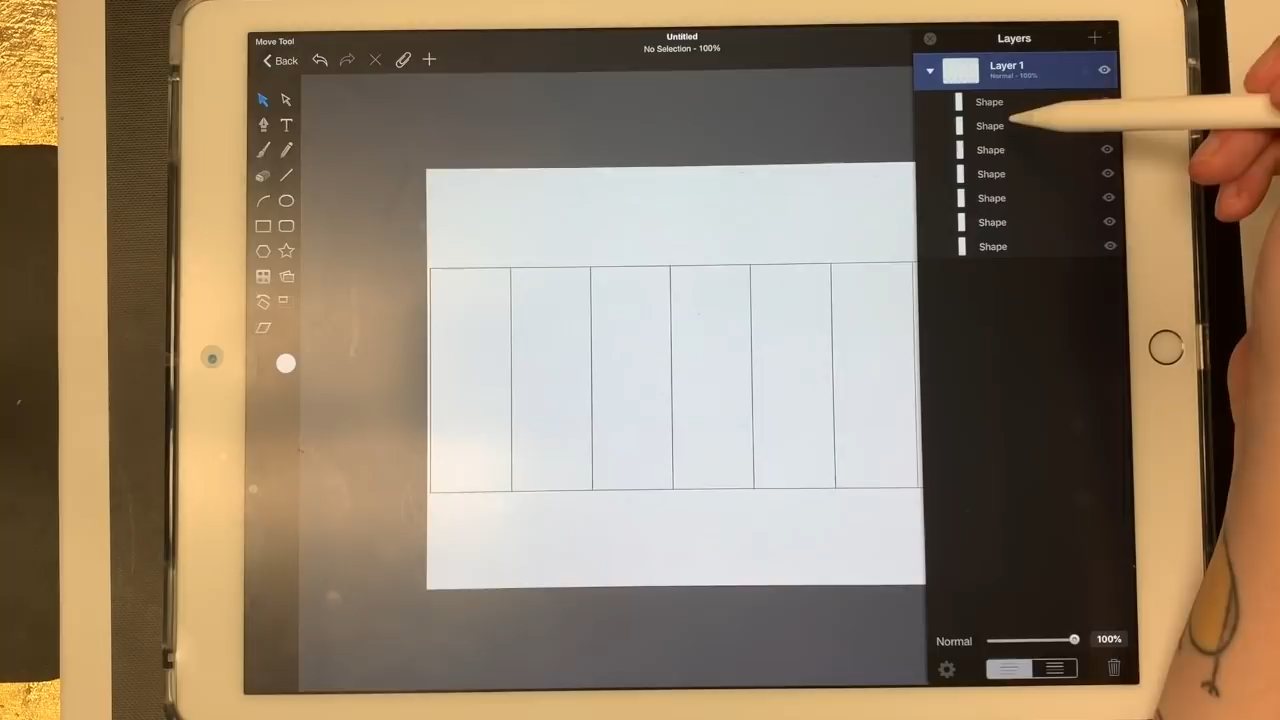 Move Tool
Untitled
No Selection - 100%
Back
Layers
Layer 1
Normal - 100%
Shape
Shape
Shape
Shape
Shape
Shape
Shape
T
Normal
100%